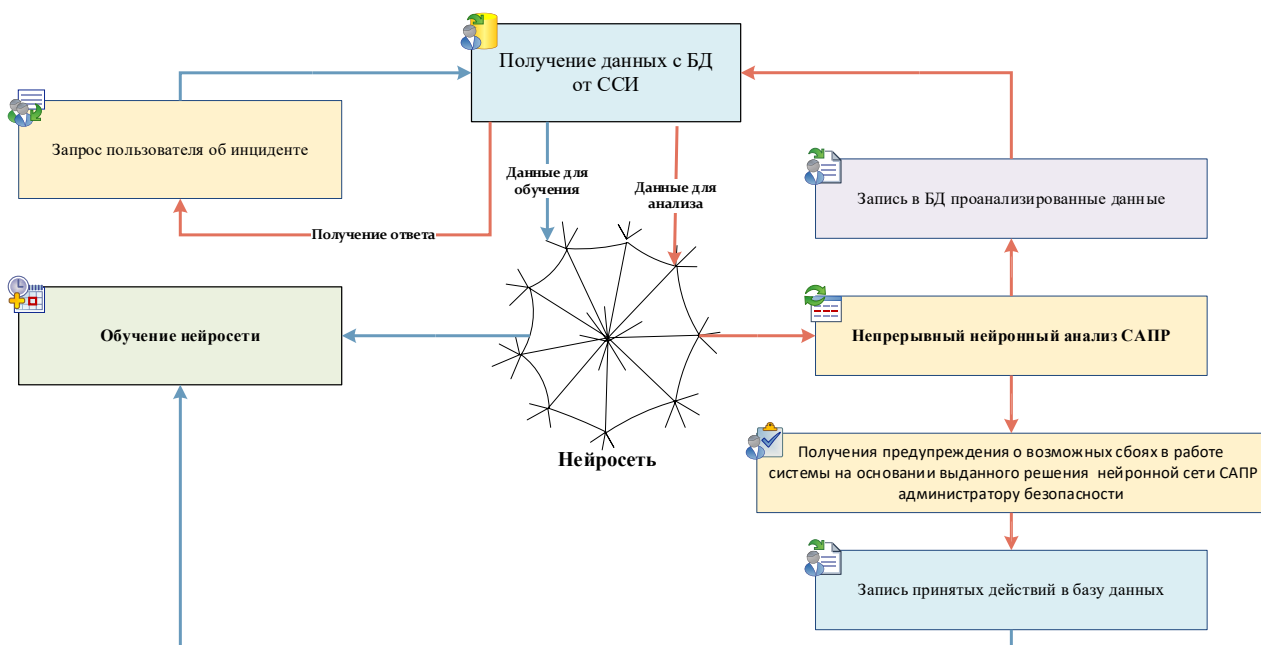 Получение данных с БД
от ССИ
Запрос пользователя об инциденте
Данные для
обучения
Данные для
анализа
Получение ответа
Запись в БД проанализированные данные
Обучение нейросети
Непрерывный нейронный анализ САПР
Нейросеть
Получения предупреждения о возможных сбоях в работе
системы на основании выданного решения нейронной сети САПР
администратору безопасности
Запись принятых действий в базу данных